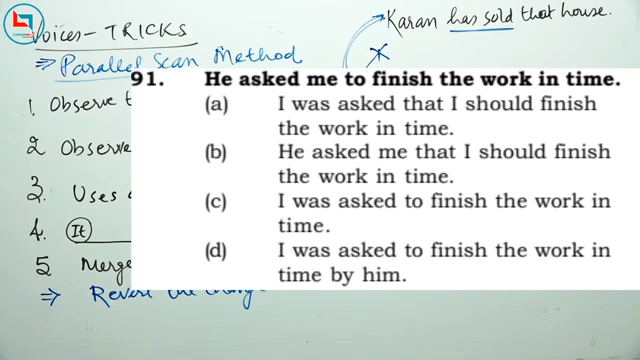 Voices - TRICKS
Karan has sold that house.
⇒ Parallel Scan Method
91. He asked me to finish the work in time.
(a) I was asked that I should finish
the work in time.
(b) He asked me that I should finish
the work in time.
(c) I was asked to finish the work in
time.
(d) I was asked to finish the work in
time by him.
1. Observe
2 Observe
3. Uses
4. It
5 Merge
⇒ Revert the change